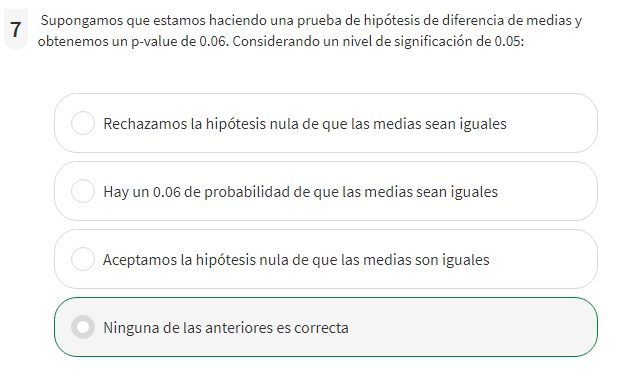 7
Supongamos que estamos haciendo una prueba de hipótesis de diferencia de medias y
obtenemos un p-value de 0.06. Considerando un nivel de significación de 0.05:
Rechazamos la hipótesis nula de que las medias sean iguales
Hay un 0.06 de probabilidad de que las medias sean iguales
Aceptamos la hipótesis nula de que las medias son iguales
Ninguna de las anteriores es correcta